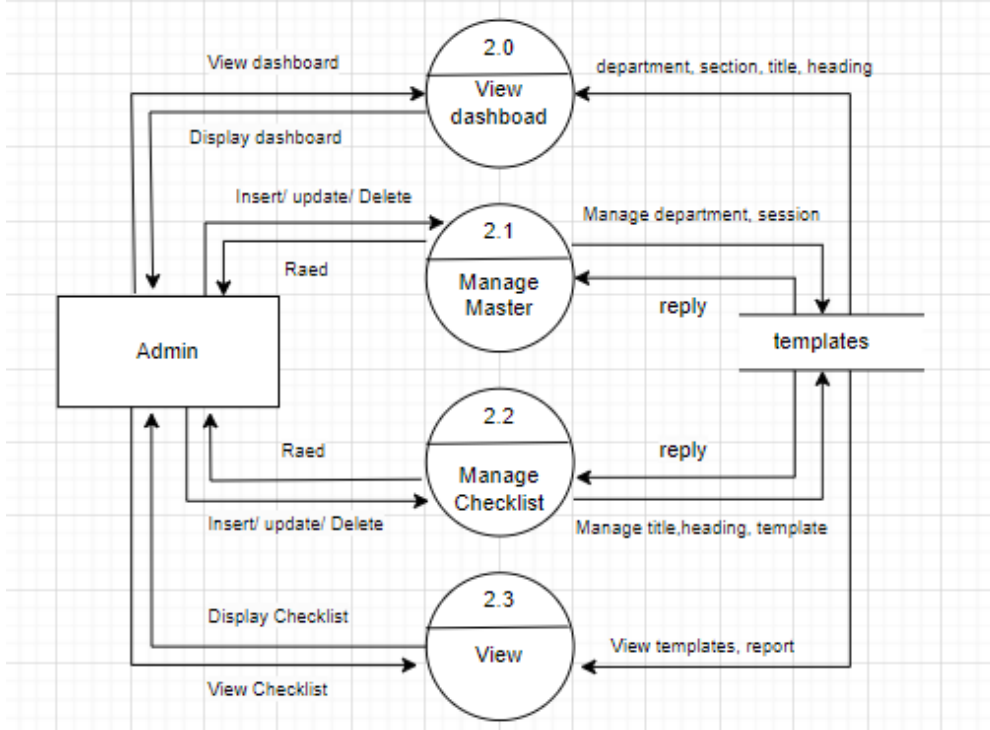 2.0
View dashboard
department, section, title, heading
View
dashboad
Display dashboard
Insert/ update/ Delete
Manage department, session
2.1
Raed
Manage
Master
reply
Admin
templates
2.2
Raed
reply
Manage
Checklist
Insert/ update/ Delete
Manage title,heading, template
2.3
Display Checklist
View
View templates, report
View Checklist